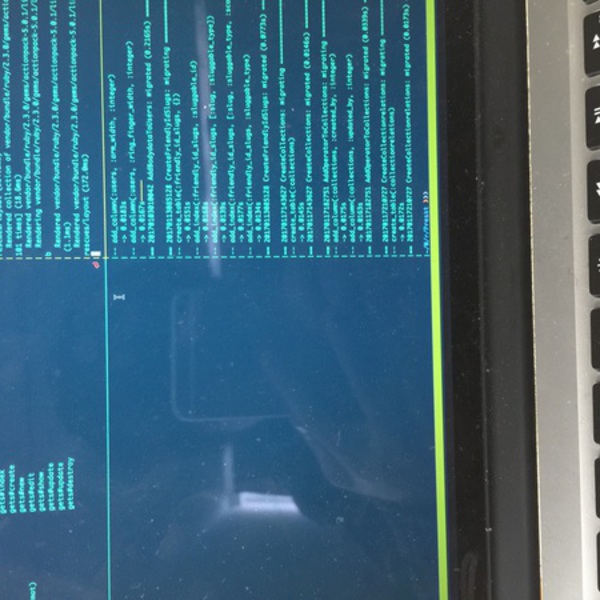 gets#index
gets#create
gets#new
mat) gets#edit
gets#show
gets#update
gets#update
gets#destroy
Rendered collection of vendor/bundle/ruby/2.3.0/gems/actio
101 times] (18.6ms)
Rendering vendor/bundle/ruby/2.3.0/gems/actionpack-5.0.1/li
b
Rendered vendor/bundle/ruby/2.3.0/gems/actionpack-5.0.1/li
(1.1ms)
Rendered vendor/bundle/ruby/2.3.0/gems/actionpack-5.0.1/li
rescues/layout (172.0ms)
-- add_column(:users, :arm_width, :integer)
-> 0.0183s
-- add_column(:users, :ring_finger_width, :integer)
-> 0.0167s
== 20170103010042 AddBodydataToUsers: migrated (0.2165s)
== 20170113085128 CreateFriendlyIdSlugs: migrating ========
-- create_table(:friendly_id_slugs, {})
-> 0.0151s
-- add_index(:friendly_id_slugs, :sluggable_id)
-> 0.0168s
-- add_index(:friendly_id_slugs, [:slug, :sluggable_type])
-> 0.0139s
-- add_index(:friendly_id_slugs, [:slug, :sluggable_type, :sco
-> 0.0177s
-- add_index(:friendly_id_slugs, :sluggable_type)
-> 0.0134s
== 20170113085128 CreateFriendlyIdSlugs: migrated (0.0773s)
== 20170117143627 CreateCollections: migrating ========
-- create_table(:collections)
-> 0.0145s
== 20170117143627 CreateCollections: migrated (0.0146s) ====
== 20170117182751 AddOperatorToCollections: migrating ======
-- add_column(:collections, :created_by, :integer)
-> 0.0175s
-- add_column(:collections, :updated_by, :integer)
-> 0.0163s
== 20170117182751 AddOperatorToCollections: migrated (0.0339s) =
== 20170117210727 CreateCollectionrelations: migrating =====
-- create_table(:collectionrelations)
-> 0.0172s
== 20170117210727 CreateCollectionrelations: migrated (0.0173s)